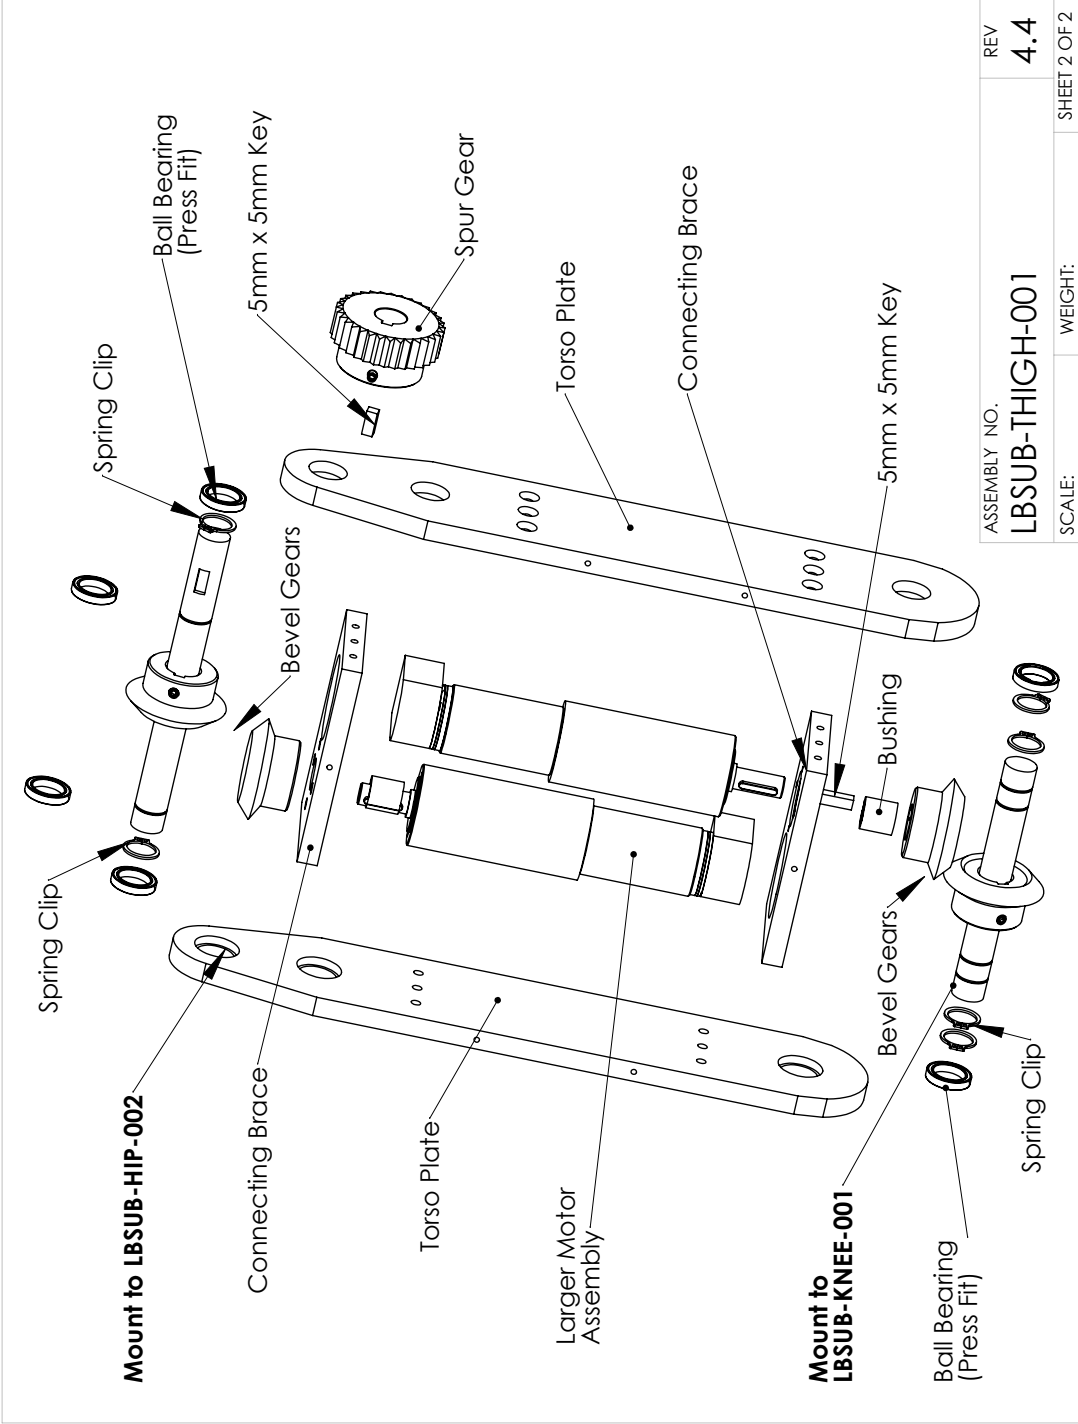 Mount to LBSUB-HIP-002
Spring Clip
Spring Clip
Ball Bearing
(Press Fit)
5mm x 5mm Key
Connecting Brace
Bevel Gears
Spur Gear
Torso Plate
Torso Plate
Larger Motor
Assembly
Connecting Brace
5mm x 5mm Key
Bushing
Mount to
LBSUB-KNEE-001
Bevel Gears
Ball Bearing
(Press Fit)
Spring Clip
ASSEMBLY NO.
LBSUB-THIGH-001
REV
4.4
SCALE:
WEIGHT:
SHEET 2 OF 2